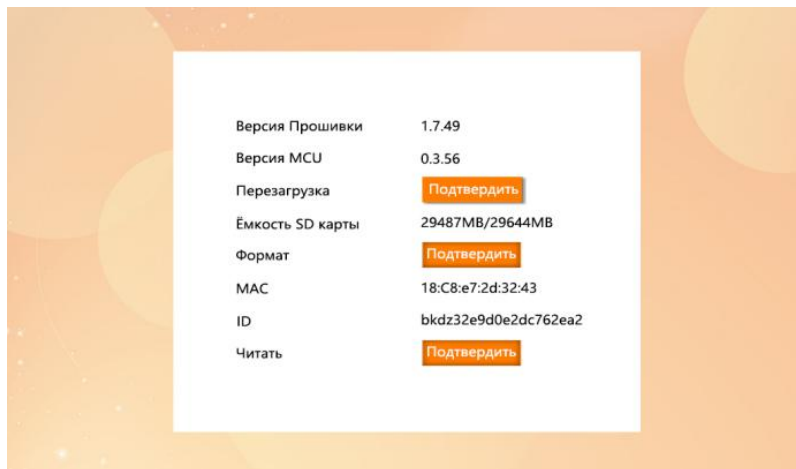 Версия Прошивки 1.7.49
Версия MCU 0.3.56
Перезагрузка Подтвердить
Ёмкость SD карты 29487MB/29644MB
Формат Подтвердить
MAC 18:C8:e7:2d:32:43
ID bkdz32e9d0e2dc762ea2
Читать Подтвердить